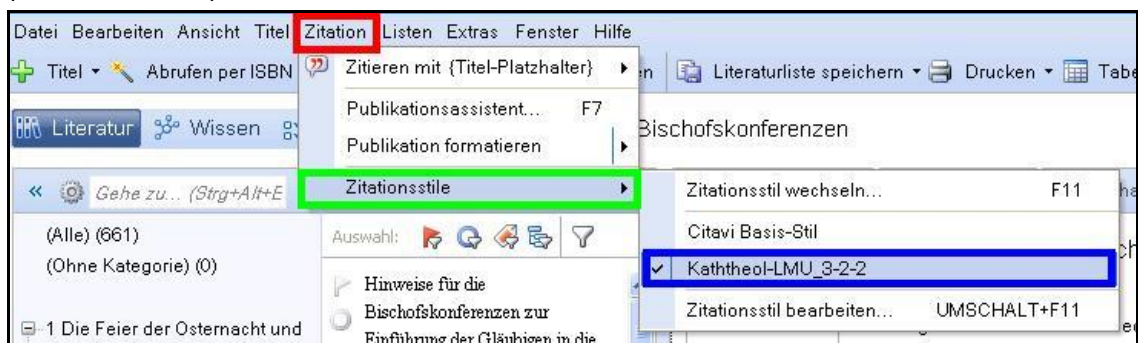 Datei Bearbeiten Ansicht Titel Zitation Listen Extras Fenster Hilfe
Titel Abrufen per ISBN Literaturliste speichern Drucken
Zitieren mit {Titel-Platzhalter}
Publikationsassistent... F7
Publikation formatieren
Zitationsstile
Literatur Wissen Bischofskonferenzen
Gehe zu... (Strg+Alt+E
Zitationsstil wechseln... F11
Citavi Basis-Stil
Kaththeol-LMU_3-2-2
Zitationsstil bearbeiten... UMSCHALT+F11
(Alle) (661)
(Ohne Kategorie) (0)
1 Die Feier der Osternacht und
Auswahl:
Hinweise für die
Bischofskonferenzen zur
Einführung der Gläubigen in die